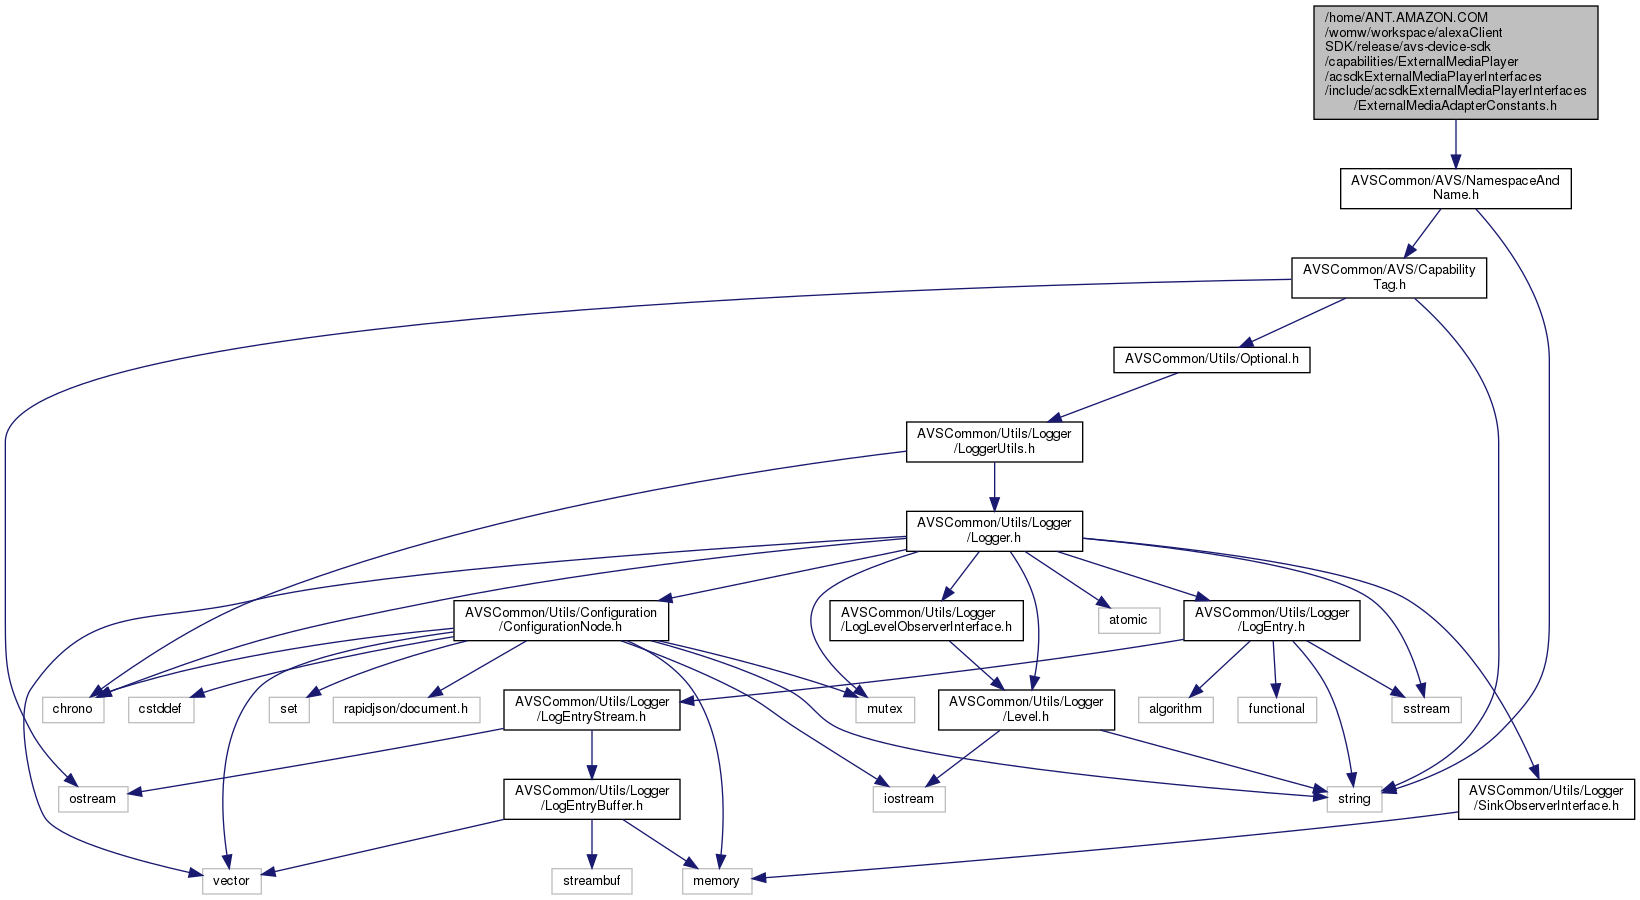 /home/ANT.AMAZON.COM
/womw/workspace/alexaClient
SDK/release/avs-device-sdk
/capabilities/ExternalMediaPlayer
/acsdkExternalMediaPlayerInterfaces
/include/acsdkExternalMediaPlayerInterfaces
/ExternalMediaAdapterConstants.h
AVSCommon/AVS/NamespaceAnd
Name.h
AVSCommon/AVS/Capability
Tag.h
AVSCommon/Utils/Optional.h
AVSCommon/Utils/Logger
/LoggerUtils.h
AVSCommon/Utils/Logger
/Logger.h
AVSCommon/Utils/Configuration
/ConfigurationNode.h
AVSCommon/Utils/Logger
/LogLevelObserverInterface.h
atomic
AVSCommon/Utils/Logger
/LogEntry.h
chrono
cstddef
set
rapidjson/document.h
AVSCommon/Utils/Logger
/LogEntryStream.h
mutex
AVSCommon/Utils/Logger
/Level.h
algorithm
functional
sstream
ostream
AVSCommon/Utils/Logger
/LogEntryBuffer.h
iostream
string
AVSCommon/Utils/Logger
/SinkObserverInterface.h
vector
streambuf
memory